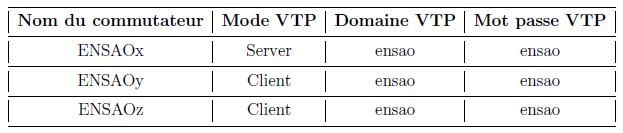 Nom du commutateur Mode VTP Domaine VTP Mot passe VTP
ENSAOx Server ensao ensao
ENSAOy Client ensao ensao
ENSAOz Client ensao ensao